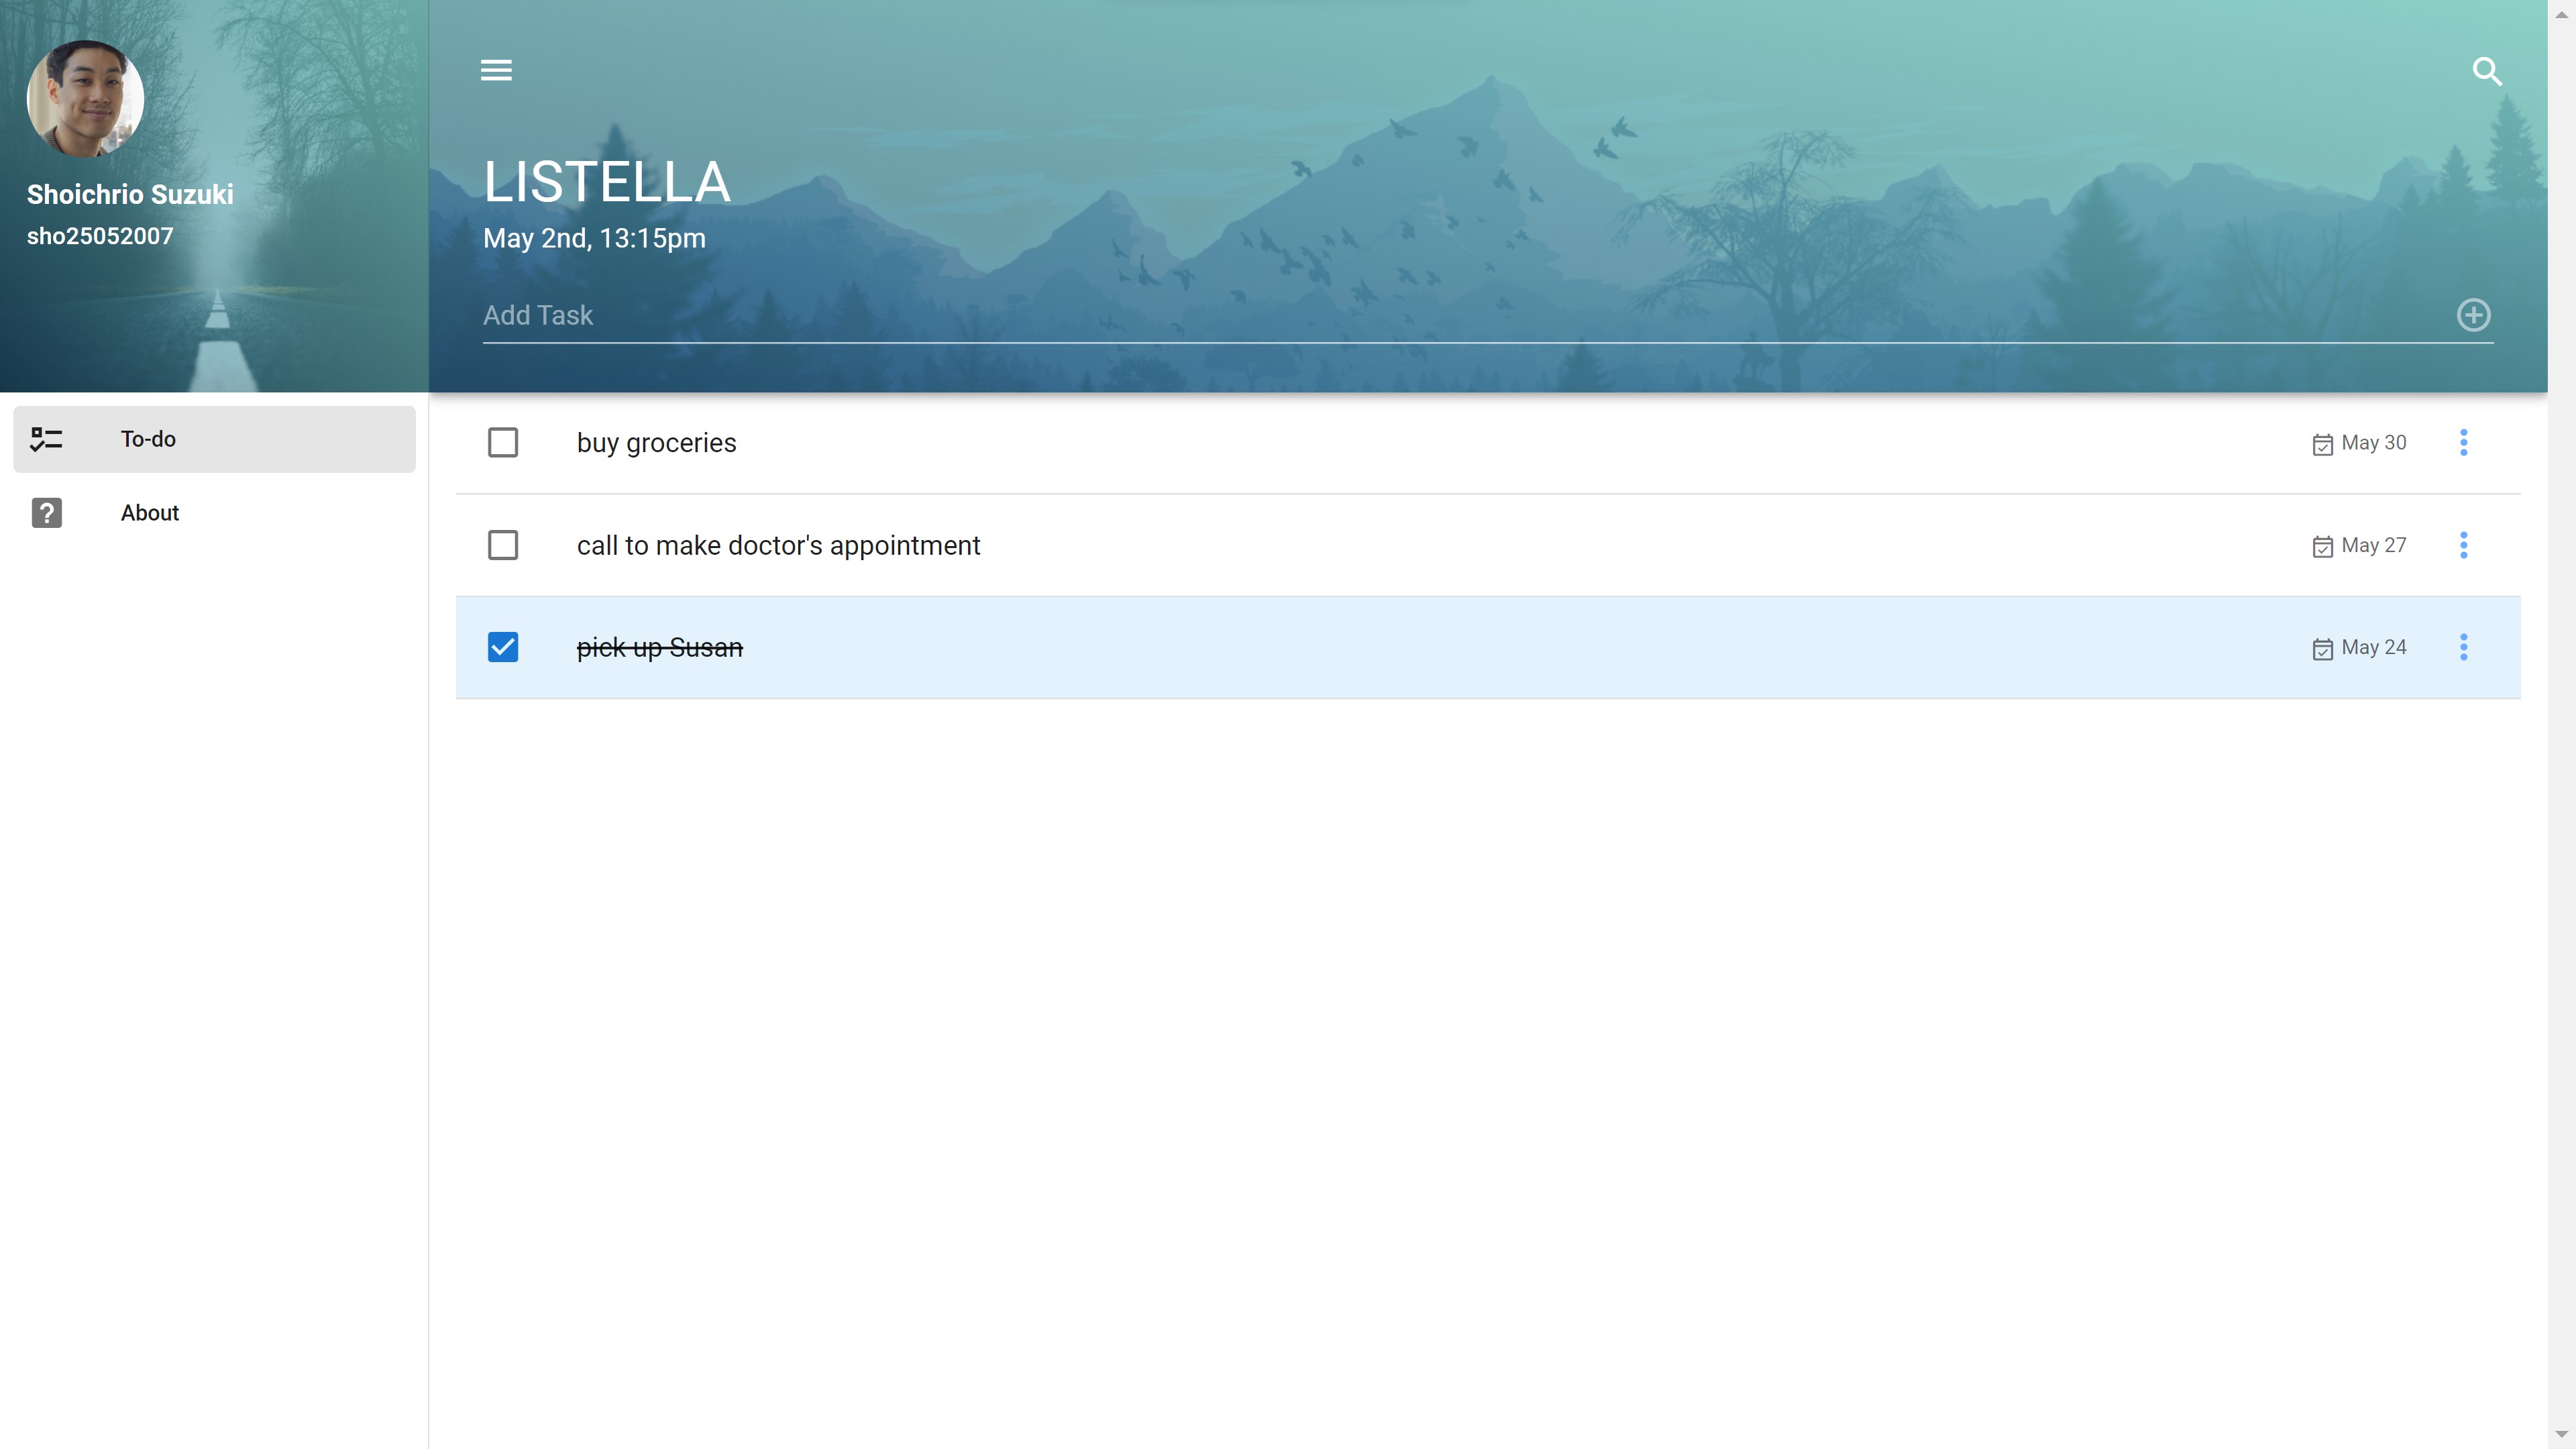 Shoichrio Suzuki
sho25052007
LISTELLA
May 2nd, 13:15pm
Add Task
To-do
About
buy groceries
May 30
call to make doctor's appointment
May 27
pick up Susan
May 24